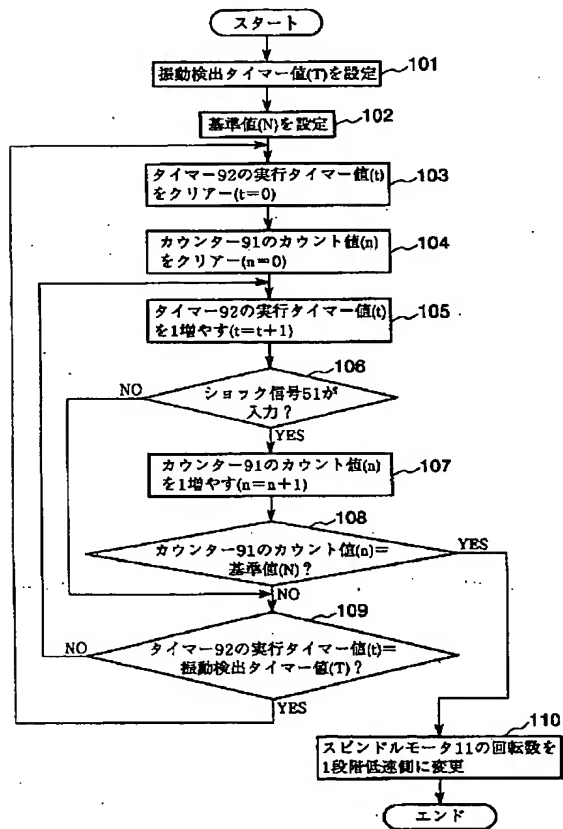 スタート
振動検出タイマー値(T)を設定
101
基準値(N)を設定
102
タイマー92の実行タイマー値(t)
をクリアー(t=0)
103
カウンター91のカウント値(n)
をクリアー(n=0)
104
タイマー92の実行タイマー値(t)
を1増やす(t=t+1)
105
106
ショック信号51が
入力?
NO
YES
カウンター91のカウント値(n)
を1増やす(n=n+1)
107
108
カウンター91のカウント値(n)=
基準値(N)?
YES
NO
109
タイマー92の実行タイマー値(t)=
振動検出タイマー値(T)?
NO
YES
110
スピンドルモータ11の回転数を
1段階低速側に変更
エンド